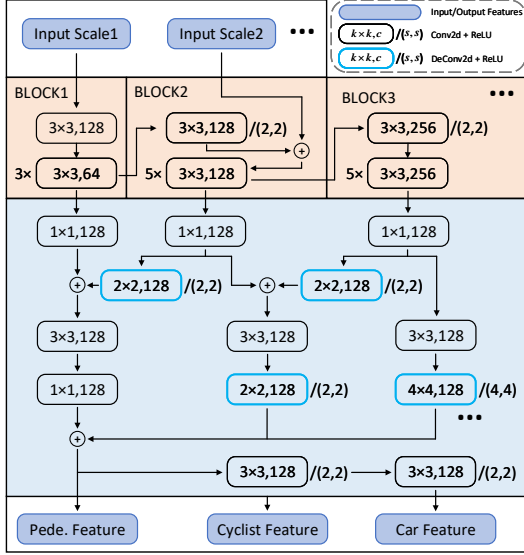 Input/Output Features
k×k,c /(s,s) Conv2d + ReLU
k×k,c /(s,s) DeConv2d + ReLU
Input Scale1 Input Scale2 •••
BLOCK1 BLOCK2 BLOCK3 •••
3×3,128 3×3,128 /(2,2) 3×3,256 /(2,2)
+
3× 3×3,64 5× 3×3,128 5× 3×3,256
1×1,128 1×1,128 1×1,128
+ 2×2,128 /(2,2) + 2×2,128 /(2,2)
3×3,128 3×3,128 3×3,128
1×1,128 2×2,128 /(2,2) 4×4,128 /(4,4)
•••
+
3×3,128 /(2,2) 3×3,128 /(2,2)
Pede. Feature Cyclist Feature Car Feature